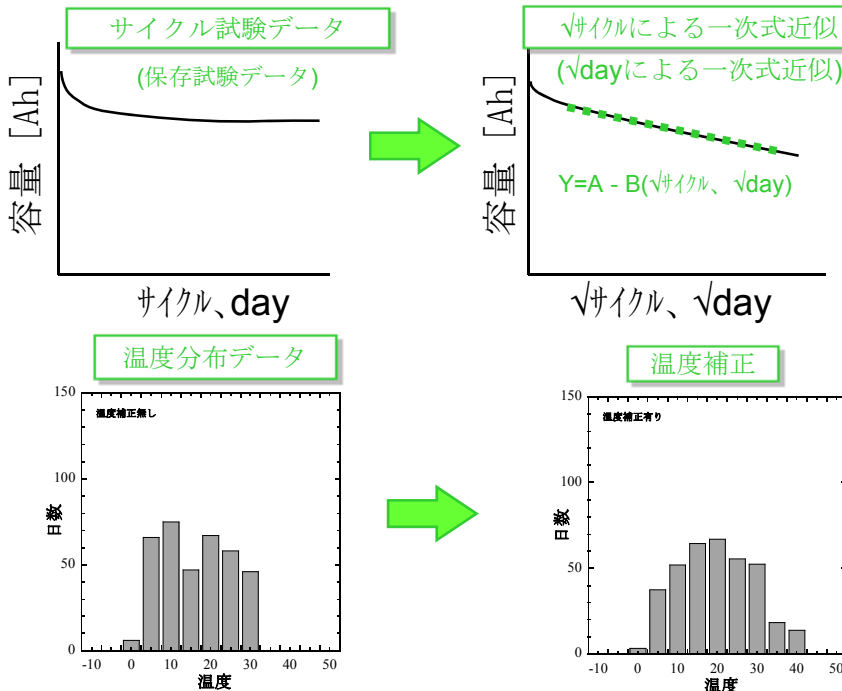 サイクル試験データ
(保存試験データ)
容量 [Ah]
サイクル、day
√サイクルによる一次式近似
(√dayによる一次式近似)
容量 [Ah]
Y=A - B(√サイクル、√day)
√サイクル、√day
温度分布データ
150
温度補正無し
100
日数
50
0
-10 0 10 20 30 40 50
温度
温度補正
150
温度補正有り
100
日数
50
0
-10 0 10 20 30 40 50
温度